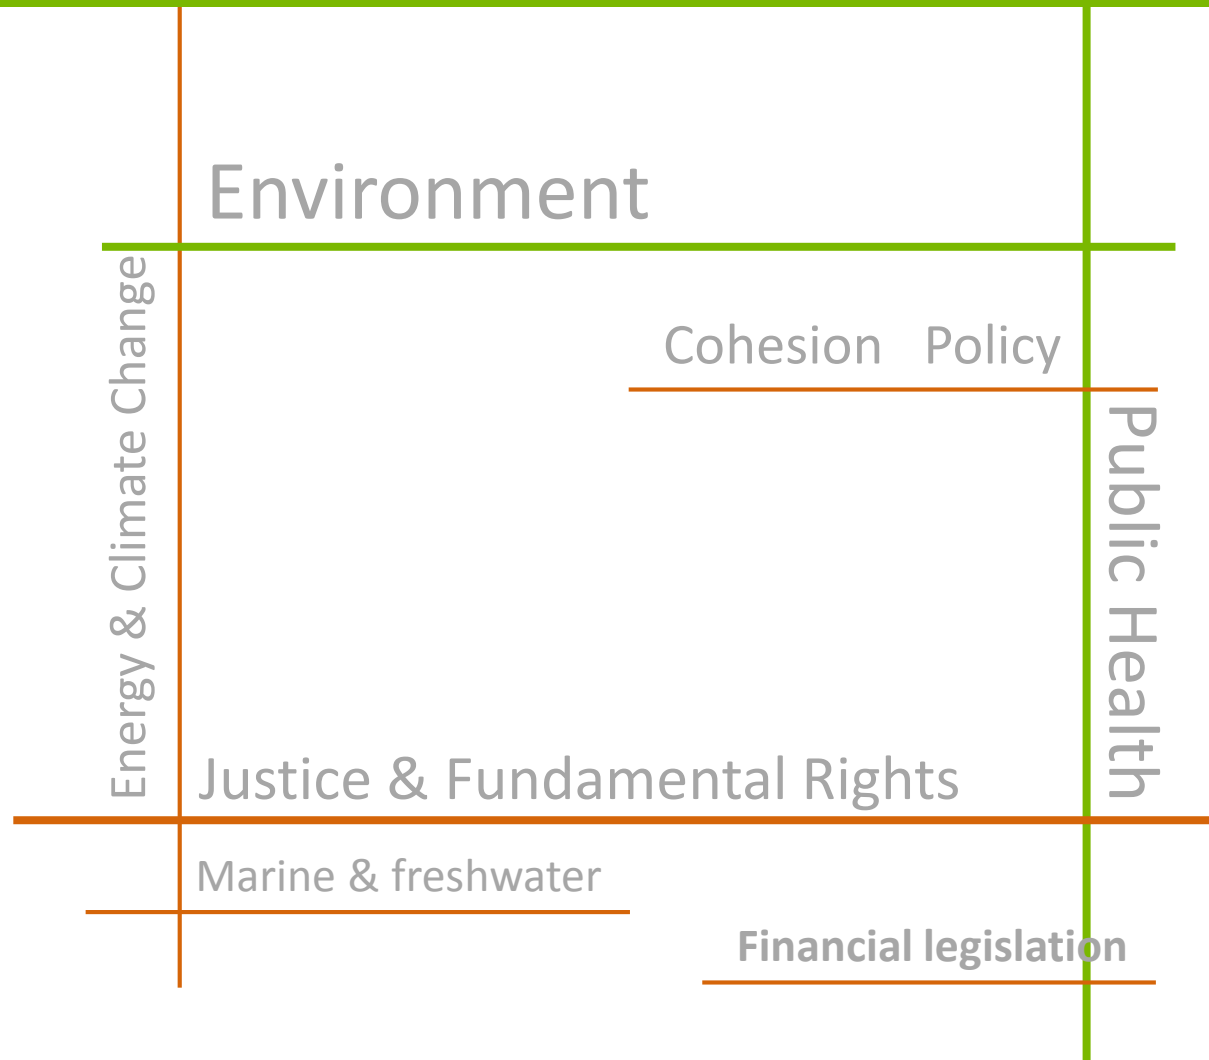 Environment
Energy & Climate Change
Cohesion Policy
Public Health
Justice & Fundamental Rights
Marine & freshwater
Financial legislation